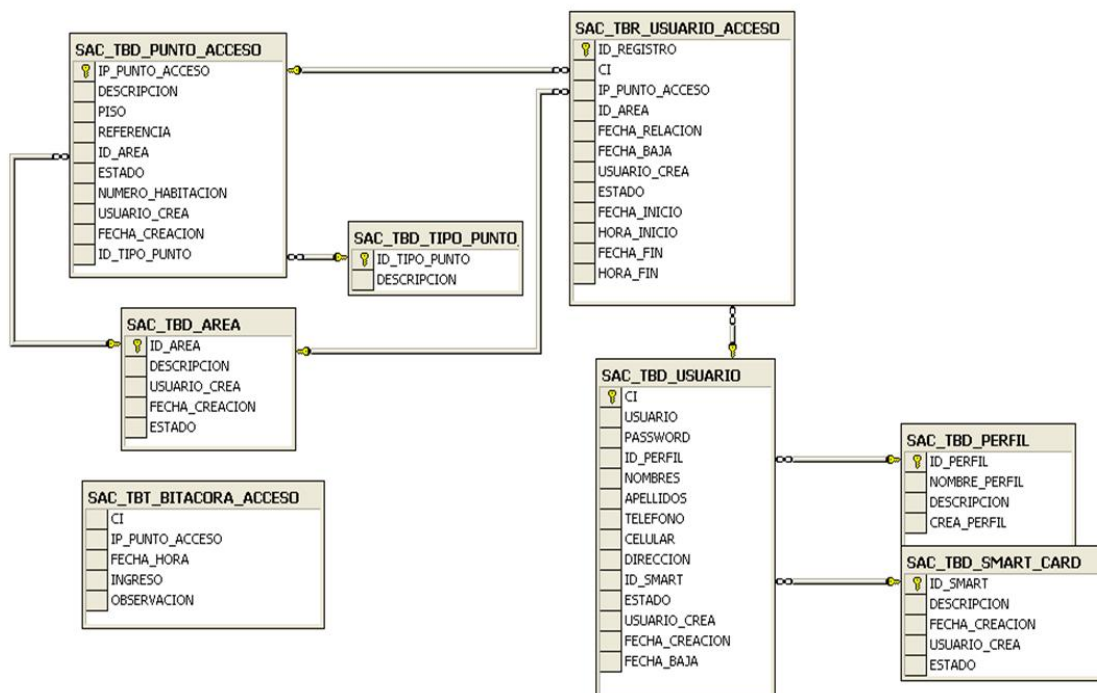 SAC_TBD_PUNTO_ACCESO
IP_PUNTO_ACCESO
DESCRIPCION
PISO
REFERENCIA
ID_AREA
ESTADO
NUMERO_HABITACION
USUARIO_CREA
FECHA_CREACION
ID_TIPO_PUNTO
SAC_TBR_USUARIO_ACCESO
ID_REGISTRO
CI
IP_PUNTO_ACCESO
ID_AREA
FECHA_RELACION
FECHA_BAJA
USUARIO_CREA
ESTADO
FECHA_INICIO
HORA_INICIO
FECHA_FIN
HORA_FIN
SAC_TBD_TIPO_PUNTO
ID_TIPO_PUNTO
DESCRIPCION
SAC_TBD_AREA
ID_AREA
DESCRIPCION
USUARIO_CREA
FECHA_CREACION
ESTADO
SAC_TBD_USUARIO
CI
USUARIO
PASSWORD
ID_PERFIL
NOMBRES
APELLIDOS
TELEFONO
CELULAR
DIRECCION
ID_SMART
ESTADO
USUARIO_CREA
FECHA_CREACION
FECHA_BAJA
SAC_TBD_PERFIL
ID_PERFIL
NOMBRE_PERFIL
DESCRIPCION
CREA_PERFIL
SAC_TBT_BITACORA_ACCESO
CI
IP_PUNTO_ACCESO
FECHA_HORA
INGRESO
OBSERVACION
SAC_TBD_SMART_CARD
ID_SMART
DESCRIPCION
FECHA_CREACION
USUARIO_CREA
ESTADO